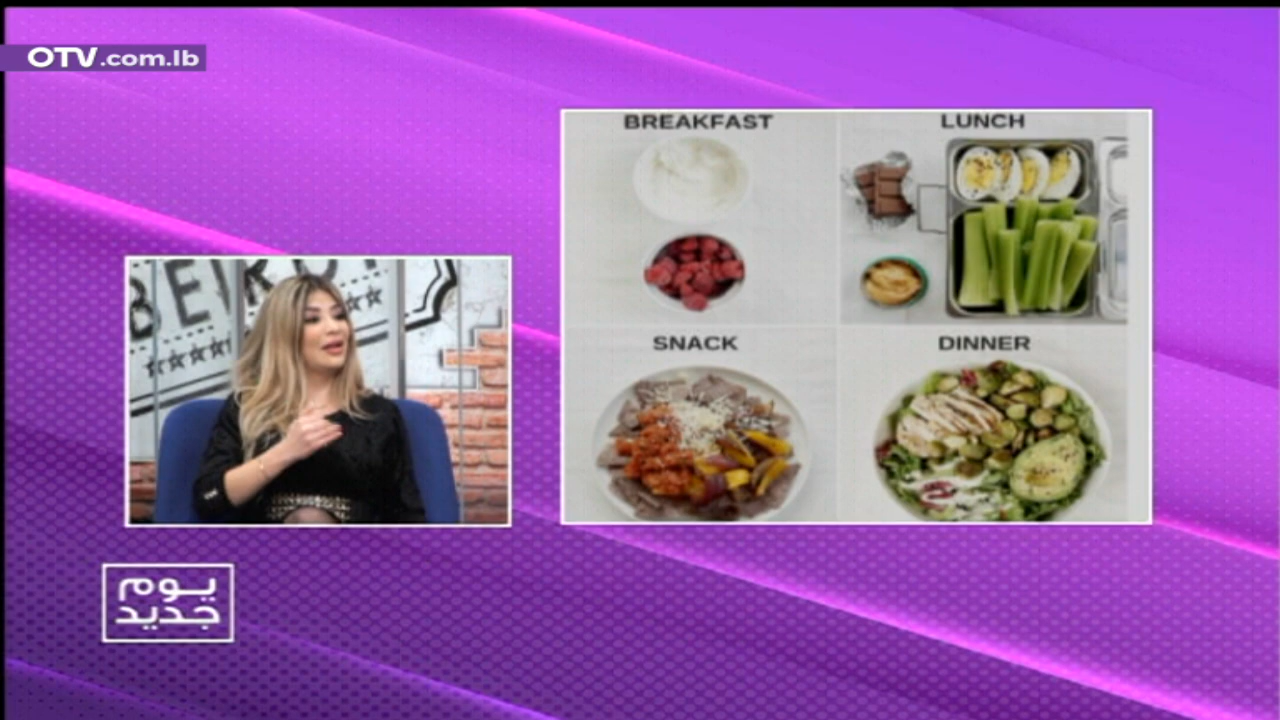 OTV.com.lb
BREAKFAST
LUNCH
SNACK
DINNER
يوم
جديد